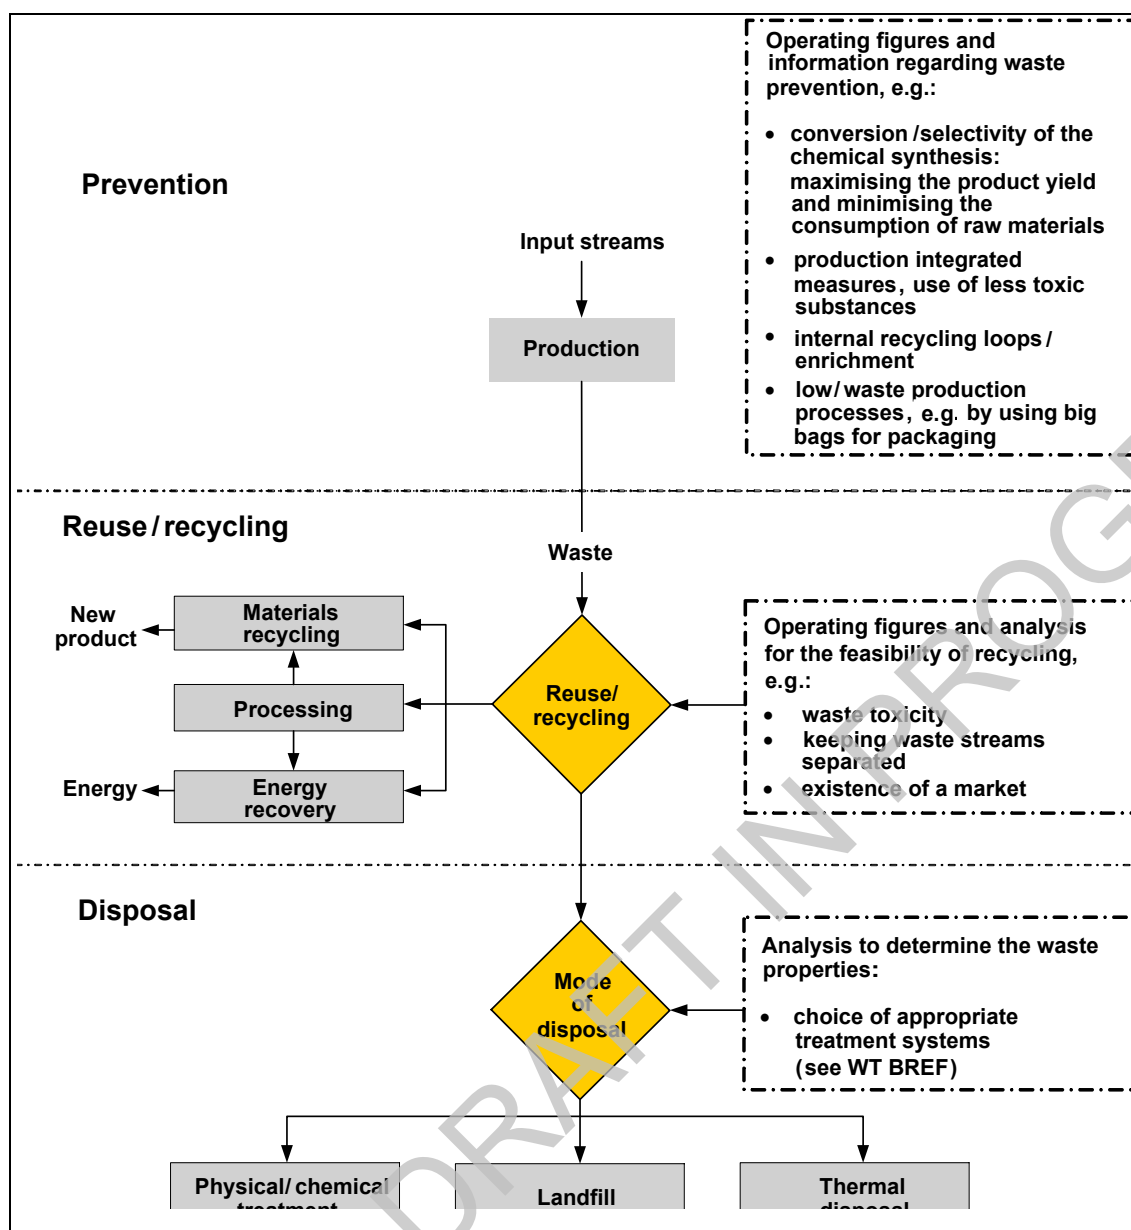 Prevention
Input streams
Production
Operating figures and
information regarding waste
prevention, e.g.:
• conversion/selectivity of the
chemical synthesis:
maximising the product yield
and minimising the
consumption of raw materials
• production integrated
measures, use of less toxic
substances
• internal recycling loops/
enrichment
• low/waste production
processes, e.g. by using big
bags for packaging
Reuse/recycling
Waste
New
product
Materials
recycling
Processing
Energy
Energy
recovery
Reuse/
recycling
Operating figures and analysis
for the feasibility of recycling,
e.g.:
• waste toxicity
• keeping waste streams
separated
• existence of a market
Disposal
Mode
of
disposal
Analysis to determine the waste
properties:
• choice of appropriate
treatment systems
(see WT BREF)
Physical/chemical
treatment
Landfill
Thermal
disposal
DRAFT IN PROG